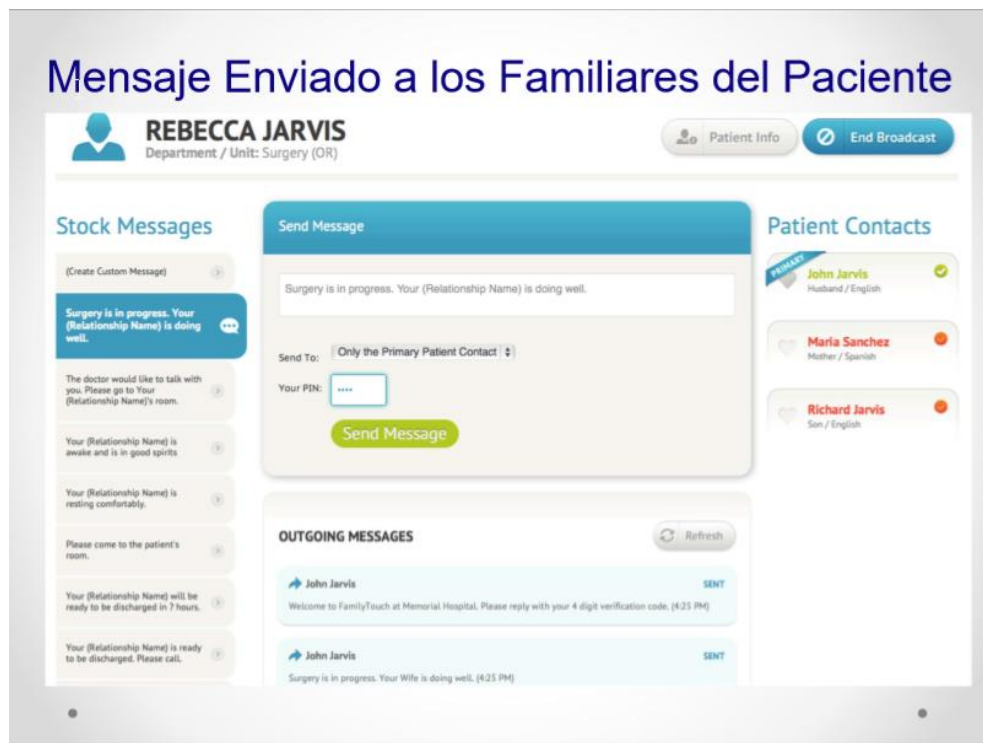 Mensaje Enviado a los Familiares del Paciente
REBECCA JARVIS
Department / Unit: Surgery (OR)
Patient Info
End Broadcast
Stock Messages
(Create Custom Message)
Surgery is in progress. Your
(Relationship Name) is doing
well.
The doctor would like to talk with
you. Please go to Your
(Relationship Name)'s room.
Your (Relationship Name) is
awake and is in good spirits
Your (Relationship Name) is
resting comfortably.
Please come to the patient's
room.
Your (Relationship Name) will be
ready to be discharged in ? hours.
Your (Relationship Name) is ready
to be discharged. Please call.
Send Message
Surgery is in progress. Your (Relationship Name) is doing well.
Send To: Only the Primary Patient Contact
Your PIN: ····
Send Message
OUTGOING MESSAGES
Refresh
John Jarvis SENT
Welcome to FamilyTouch at Memorial Hospital. Please reply with your 4 digit verification code. (4:25 PM)
John Jarvis SENT
Surgery is in progress. Your Wife is doing well. (4:25 PM)
Patient Contacts
PRIMARY
John Jarvis
Husband / English
Maria Sanchez
Mother / Spanish
Richard Jarvis
Son / English